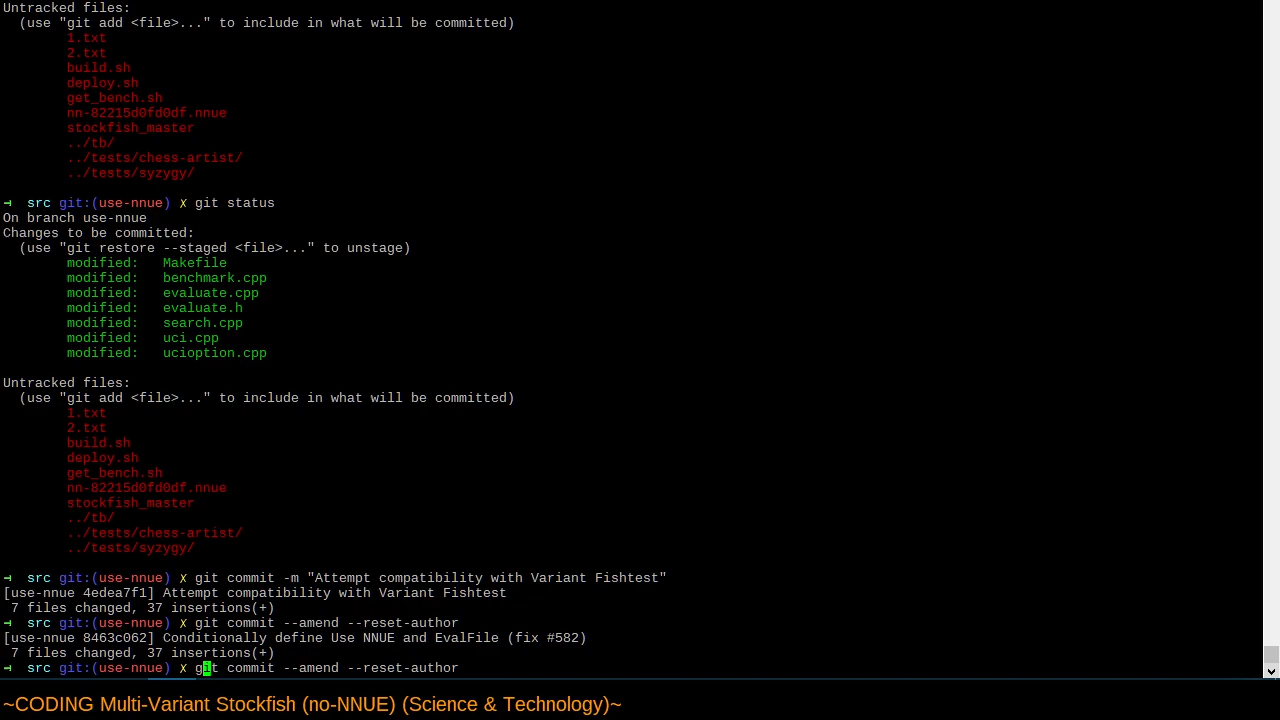 Untracked files:
  (use "git add <file>..." to include in what will be committed)
        1.txt
        2.txt
        build.sh
        deploy.sh
        get_bench.sh
        nn-82215d0fd0df.nnue
        stockfish_master
        ../tb/
        ../tests/chess-artist/
        ../tests/syzygy/
⊣  src git:(use-nnue) ✗ git status
On branch use-nnue
Changes to be committed:
  (use "git restore --staged <file>..." to unstage)
        modified:   Makefile
        modified:   benchmark.cpp
        modified:   evaluate.cpp
        modified:   evaluate.h
        modified:   search.cpp
        modified:   uci.cpp
        modified:   ucioption.cpp
Untracked files:
  (use "git add <file>..." to include in what will be committed)
        1.txt
        2.txt
        build.sh
        deploy.sh
        get_bench.sh
        nn-82215d0fd0df.nnue
        stockfish_master
        ../tb/
        ../tests/chess-artist/
        ../tests/syzygy/
⊣  src git:(use-nnue) ✗ git commit -m "Attempt compatibility with Variant Fishtest"
[use-nnue 4edea7f1] Attempt compatibility with Variant Fishtest
 7 files changed, 37 insertions(+)
⊣  src git:(use-nnue) ✗ git commit --amend --reset-author
[use-nnue 8463c062] Conditionally define Use NNUE and EvalFile (fix #582)
 7 files changed, 37 insertions(+)
⊣  src git:(use-nnue) ✗ git commit --amend --reset-author
~CODING Multi-Variant Stockfish (no-NNUE) (Science & Technology)~